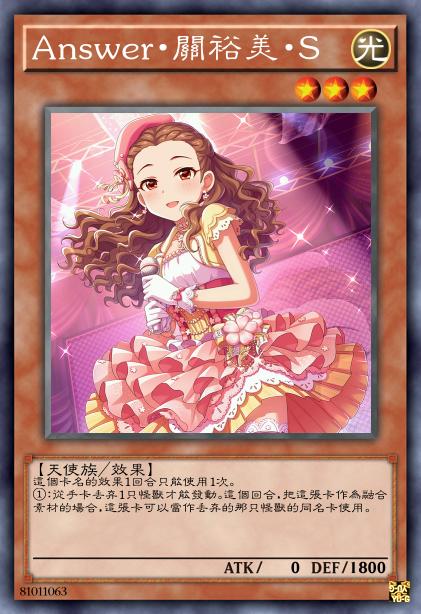 Answer・關裕美・S
光
【天使族／效果】
這個卡名的效果1回合只能使用1次。
①：從手卡丟弃1只怪獸才能發動。這個回合，把這張卡作為融合
素材的場合，這張卡可以當作丟弃的那只怪獸的同名卡使用。
ATK/ 0 DEF/1800
81011063